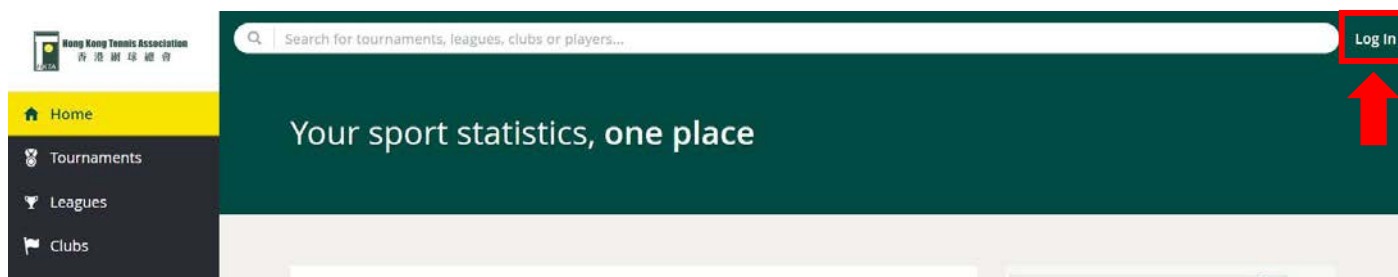 Hong Kong Tennis Association
香港網球總會
HKTA
Search for tournaments, leagues, clubs or players...
Log In
Home
Your sport statistics, one place
Tournaments
Leagues
Clubs